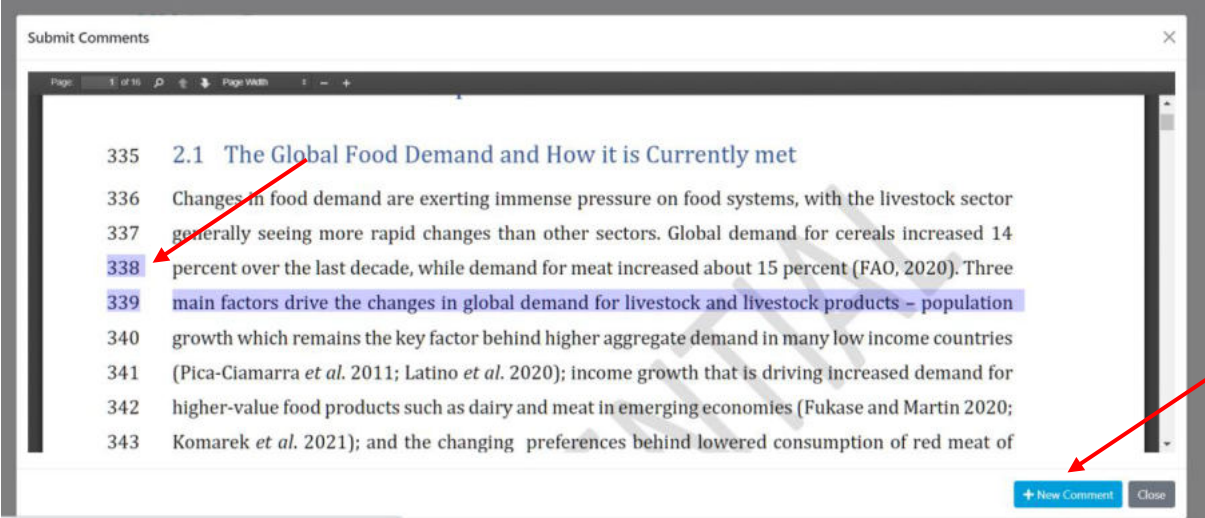 Submit Comments ×
Page: 1 of 16 Page Width − +
335 2.1 The Global Food Demand and How it is Currently met
336 Changes in food demand are exerting immense pressure on food systems, with the livestock sector
337 generally seeing more rapid changes than other sectors. Global demand for cereals increased 14
338 percent over the last decade, while demand for meat increased about 15 percent (FAO, 2020). Three
339 main factors drive the changes in global demand for livestock and livestock products – population
340 growth which remains the key factor behind higher aggregate demand in many low income countries
341 (Pica-Ciamarra et al. 2011; Latino et al. 2020); income growth that is driving increased demand for
342 higher-value food products such as dairy and meat in emerging economies (Fukase and Martin 2020;
343 Komarek et al. 2021); and the changing preferences behind lowered consumption of red meat of
NTIAL
+ New Comment Close